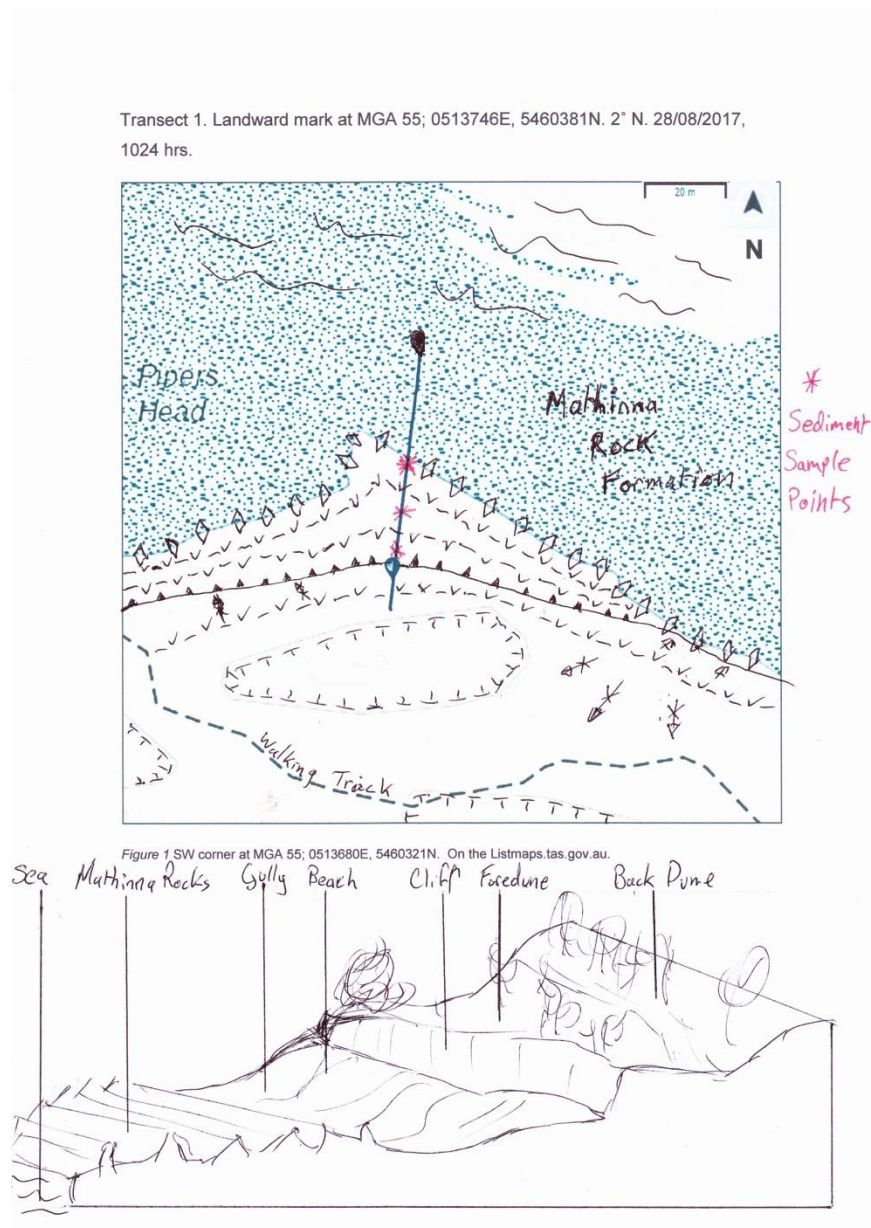 Transect 1. Landward mark at MGA 55; 0513746E, 5460381N. 2° N. 28/08/2017,
1024 hrs.
20 m
N
Pipers
Head
Mathinna
Rock
Formation
Sediment
Sample
Points
Walking Track
Figure 1 SW corner at MGA 55; 0513680E, 5460321N. On the Listmaps.tas.gov.au.
Sea Mathinna Rocks Gully Beach Cliff Foredune Back Dune